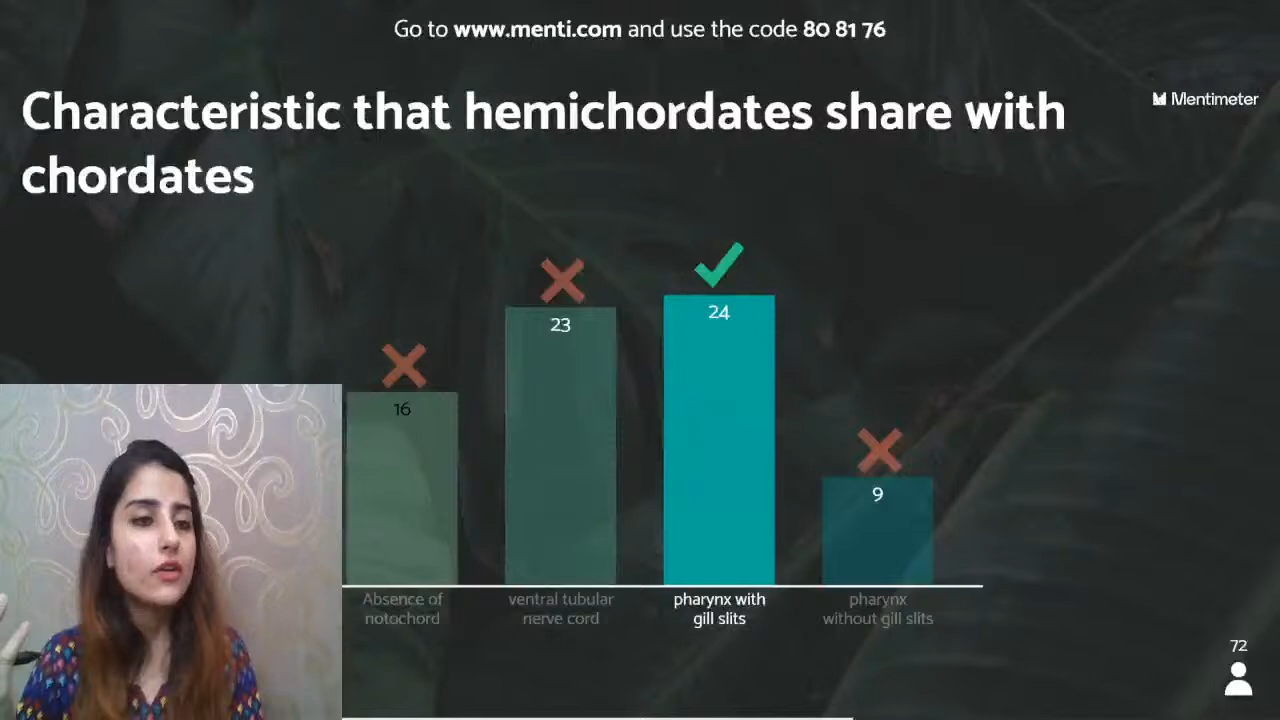 Go to www.menti.com and use the code 80 81 76
Mentimeter
Characteristic that hemichordates share with
chordates
16
23
24
9
Absence of
notochord
ventral tubular
nerve cord
pharynx with
gill slits
pharynx
without gill slits
72